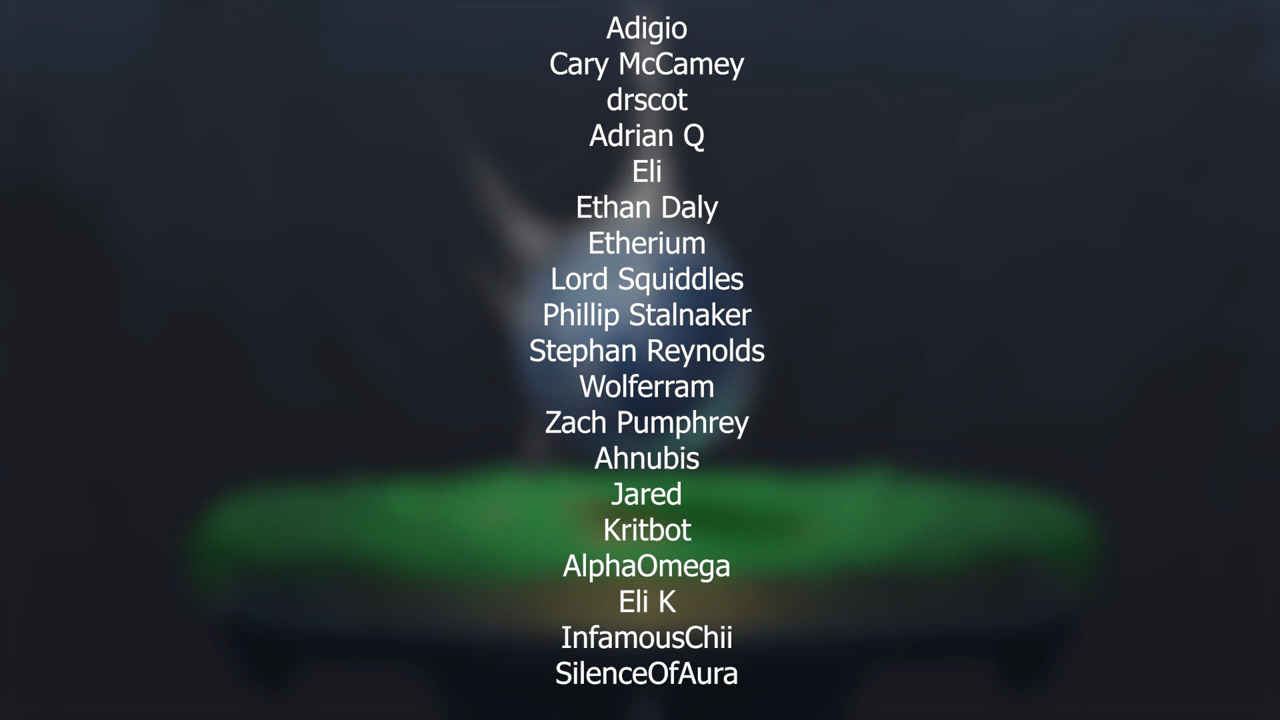 Adigio
Cary McCamey
drscot
Adrian Q
Eli
Ethan Daly
Etherium
Lord Squiddles
Phillip Stalnaker
Stephan Reynolds
Wolferram
Zach Pumphrey
Ahnubis
Jared
Kritbot
AlphaOmega
Eli K
InfamousChii
SilenceOfAura